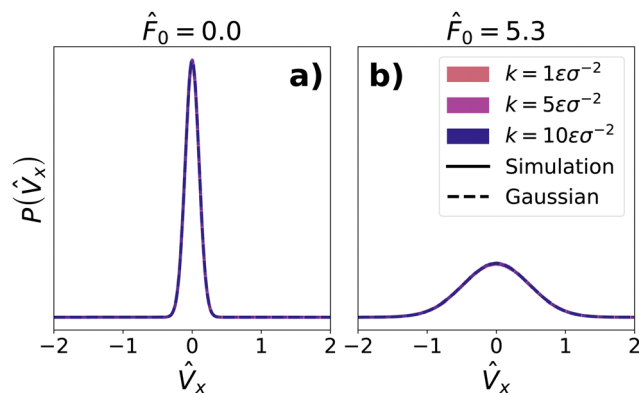 F̂₀ = 0.0
F̂₀ = 5.3
a)
b)
k = 1εσ⁻²
k = 5εσ⁻²
k = 10εσ⁻²
Simulation
Gaussian
P(V̂ₓ)
−2 −1 0 1 2
−2 −1 0 1 2
V̂ₓ
V̂ₓ